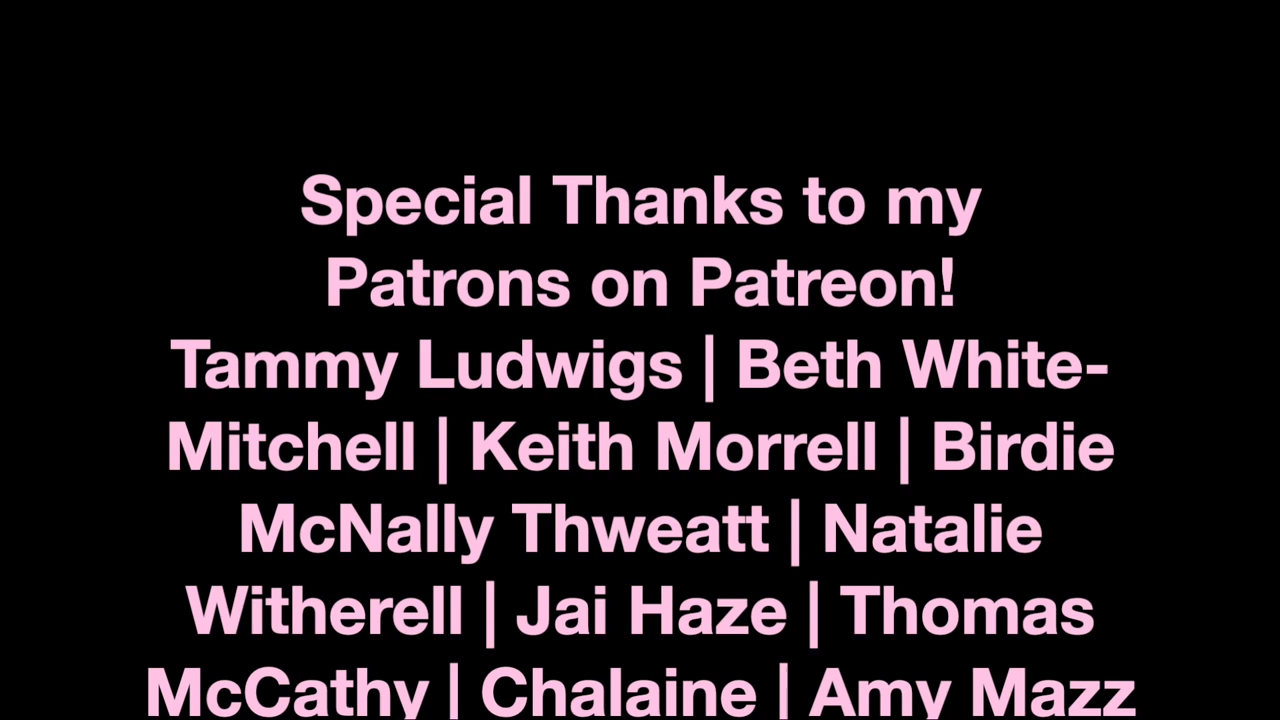 Special Thanks to my
Patrons on Patreon!
Tammy Ludwigs | Beth White-
Mitchell | Keith Morrell | Birdie
McNally Thweatt | Natalie
Witherell | Jai Haze | Thomas
McCathy | Chalaine | Amy Mazz